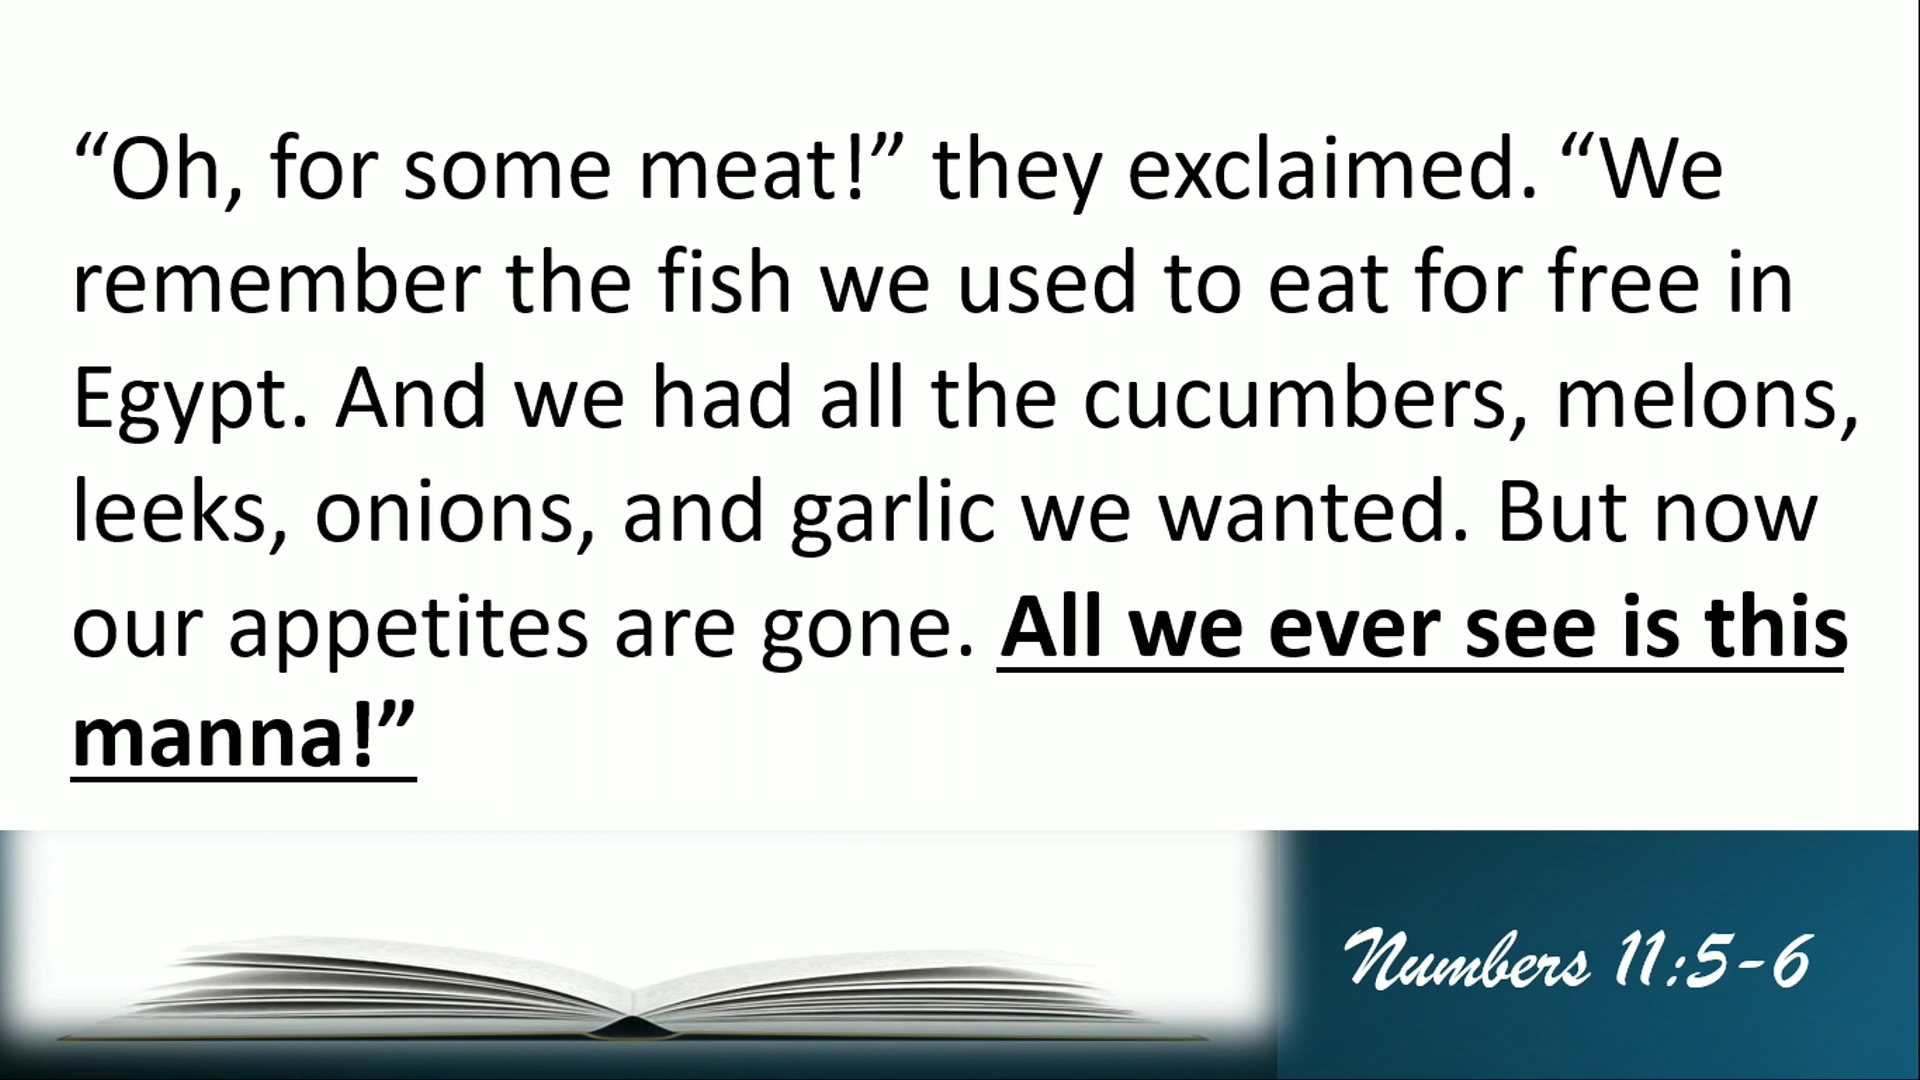 “Oh, for some meat!” they exclaimed. “We
remember the fish we used to eat for free in
Egypt. And we had all the cucumbers, melons,
leeks, onions, and garlic we wanted. But now
our appetites are gone. All we ever see is this
manna!”
Numbers 11:5-6